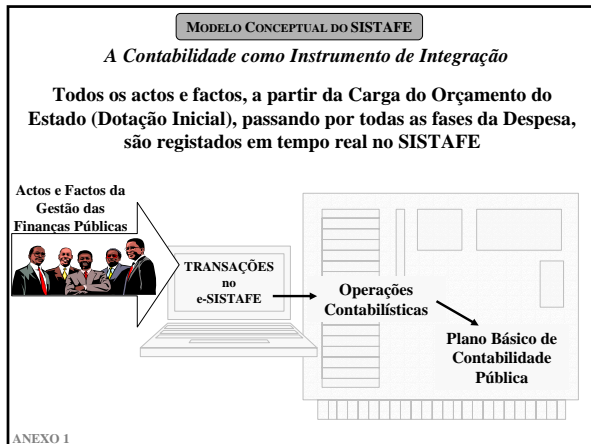 MODELO CONCEPTUAL DO SISTAFE
A Contabilidade como Instrumento de Integração
Todos os actos e factos, a partir da Carga do Orçamento do
Estado (Dotação Inicial), passando por todas as fases da Despesa,
são registados em tempo real no SISTAFE
Actos e Factos da
Gestão das
Finanças Públicas
TRANSAÇÕES
no
e-SISTAFE
Operações
Contabilísticas
Plano Básico de
Contabilidade
Pública
ANEXO 1